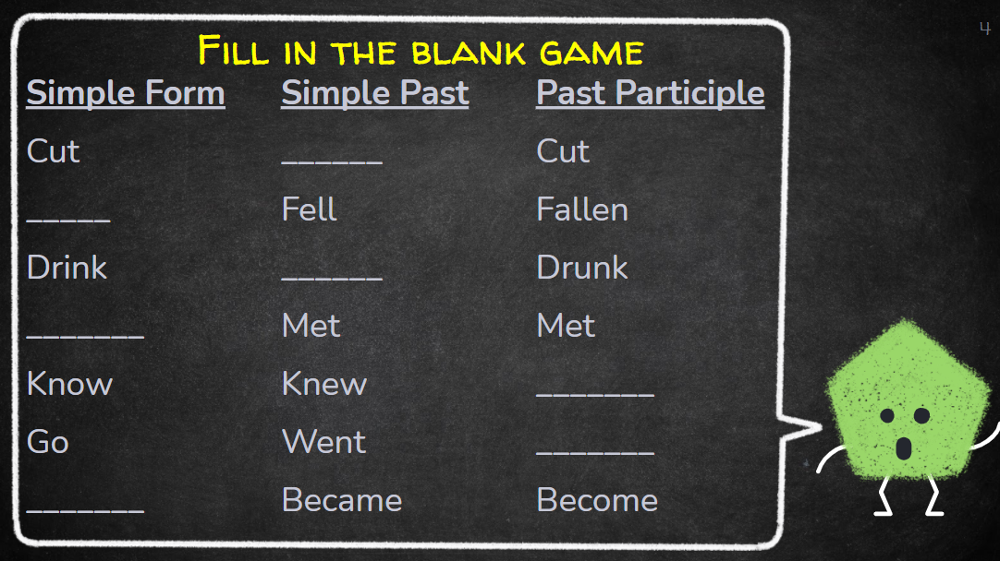 4
Fill in the blank game
Simple Form Simple Past Past Participle
Cut ______ Cut
_____ Fell Fallen
Drink ______ Drunk
_______ Met Met
Know Knew _______
Go Went _______
_______ Became Become